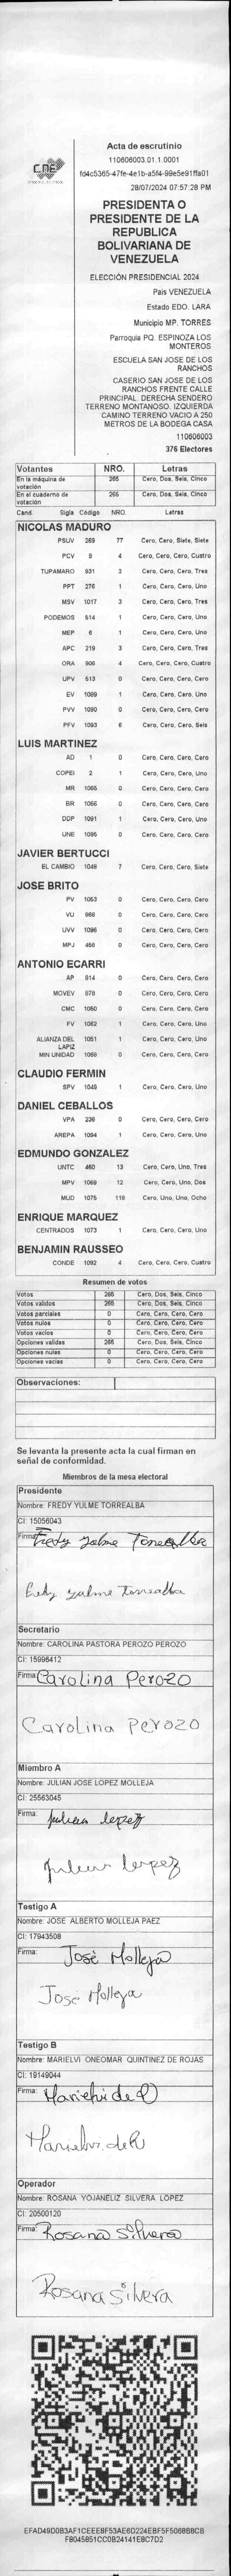 CNE
Acta de escrutinio
110606003.01.1.0001
fd4c5365-47fe-4e1b-a5f4-99e5e91ffa01
28/07/2024 07:57:28 PM
PRESIDENTA O
PRESIDENTE DE LA
REPUBLICA
BOLIVARIANA DE
VENEZUELA
ELECCIÓN PRESIDENCIAL 2024
Pais VENEZUELA
Estado EDO. LARA
Municipio MP. TORRES
Parroquia PQ. ESPINOZA LOS
MONTEROS
ESCUELA SAN JOSE DE LOS
RANCHOS
CASERIO SAN JOSE DE LOS
RANCHOS FRENTE CALLE
PRINCIPAL. DERECHA SENDERO
TERRENO MONTANOSO. IZQUIERDA
CAMINO TERRENO VACIO A 250
METROS DE LA BODEGA CASA
110606003
376 Electores
Votantes NRO. Letras
En la máquina de votación 265 Cero, Dos, Seis, Cinco
En el cuaderno de votación 265 Cero, Dos, Seis, Cinco
Cand. Sigla Código NRO. Letras
NICOLAS MADURO
PSUV 269 77 Cero, Cero, Siete, Siete
PCV 9 4 Cero, Cero, Cero, Cuatro
TUPAMARO 931 3 Cero, Cero, Cero, Tres
PPT 276 1 Cero, Cero, Cero, Uno
MSV 1017 3 Cero, Cero, Cero, Tres
PODEMOS 514 1 Cero, Cero, Cero, Uno
MEP 6 1 Cero, Cero, Cero, Uno
APC 219 3 Cero, Cero, Cero, Tres
ORA 906 4 Cero, Cero, Cero, Cuatro
UPV 513 0 Cero, Cero, Cero, Cero
EV 1089 1 Cero, Cero, Cero, Uno
PVV 1090 0 Cero, Cero, Cero, Cero
PFV 1093 6 Cero, Cero, Cero, Seis
LUIS MARTINEZ
AD 1 0 Cero, Cero, Cero, Cero
COPEI 2 1 Cero, Cero, Cero, Uno
MR 1065 0 Cero, Cero, Cero, Cero
BR 1066 0 Cero, Cero, Cero, Cero
DDP 1091 1 Cero, Cero, Cero, Uno
UNE 1095 0 Cero, Cero, Cero, Cero
JAVIER BERTUCCI
EL CAMBIO 1048 7 Cero, Cero, Cero, Siete
JOSE BRITO
PV 1053 0 Cero, Cero, Cero, Cero
VU 868 0 Cero, Cero, Cero, Cero
UVV 1096 0 Cero, Cero, Cero, Cero
MPJ 466 0 Cero, Cero, Cero, Cero
ANTONIO ECARRI
AP 814 0 Cero, Cero, Cero, Cero
MOVEV 978 0 Cero, Cero, Cero, Cero
CMC 1050 0 Cero, Cero, Cero, Cero
FV 1062 1 Cero, Cero, Cero, Uno
ALIANZA DEL LAPIZ 1051 1 Cero, Cero, Cero, Uno
MIN UNIDAD 1058 0 Cero, Cero, Cero, Cero
CLAUDIO FERMIN
SPV 1049 1 Cero, Cero, Cero, Uno
DANIEL CEBALLOS
VPA 236 0 Cero, Cero, Cero, Cero
AREPA 1094 1 Cero, Cero, Cero, Uno
EDMUNDO GONZALEZ
UNTC 460 13 Cero, Cero, Uno, Tres
MPV 1069 12 Cero, Cero, Uno, Dos
MUD 1075 118 Cero, Uno, Uno, Ocho
ENRIQUE MARQUEZ
CENTRADOS 1073 1 Cero, Cero, Cero, Uno
BENJAMIN RAUSSEO
CONDE 1092 4 Cero, Cero, Cero, Cuatro
Resumen de votos
Votos 265 Cero, Dos, Seis, Cinco
Votos validos 265 Cero, Dos, Seis, Cinco
Votos parciales 0 Cero, Cero, Cero, Cero
Votos nulos 0 Cero, Cero, Cero, Cero
Votos vacios 0 Cero, Cero, Cero, Cero
Opciones validas 265 Cero, Dos, Seis, Cinco
Opciones nulas 0 Cero, Cero, Cero, Cero
Opciones vacias 0 Cero, Cero, Cero, Cero
Observaciones:
Se levanta la presente acta la cual firman en
señal de conformidad.
Miembros de la mesa electoral
Presidente
Nombre: FREDY YULME TORREALBA
CI: 15056043
Firma: Fredy yulme Torrealba
Fredy yulme Torrealba
Secretario
Nombre: CAROLINA PASTORA PEROZO PEROZO
CI: 15996412
Firma: Carolina Perozo
Carolina Perozo
Miembro A
Nombre: JULIAN JOSE LOPEZ MOLLEJA
CI: 25563045
Firma: julian lopez
julian lopez
Testigo A
Nombre: JOSE ALBERTO MOLLEJA PAEZ
CI: 17943508
Firma: José Molleja
José Molleja
Testigo B
Nombre: MARIELVI ONEOMAR QUINTINEZ DE ROJAS
CI: 19149044
Firma: Marielvi de R
Marielvi de R
Operador
Nombre: ROSANA YOJANELIZ SILVERA LOPEZ
CI: 20500120
Firma: Rosana Silvera
Rosana Silvera
EFAD49D0B3AF1CEEE8F53AE6D224EBF5F5068B8CB
F8045851CC0B24141E8C7D2